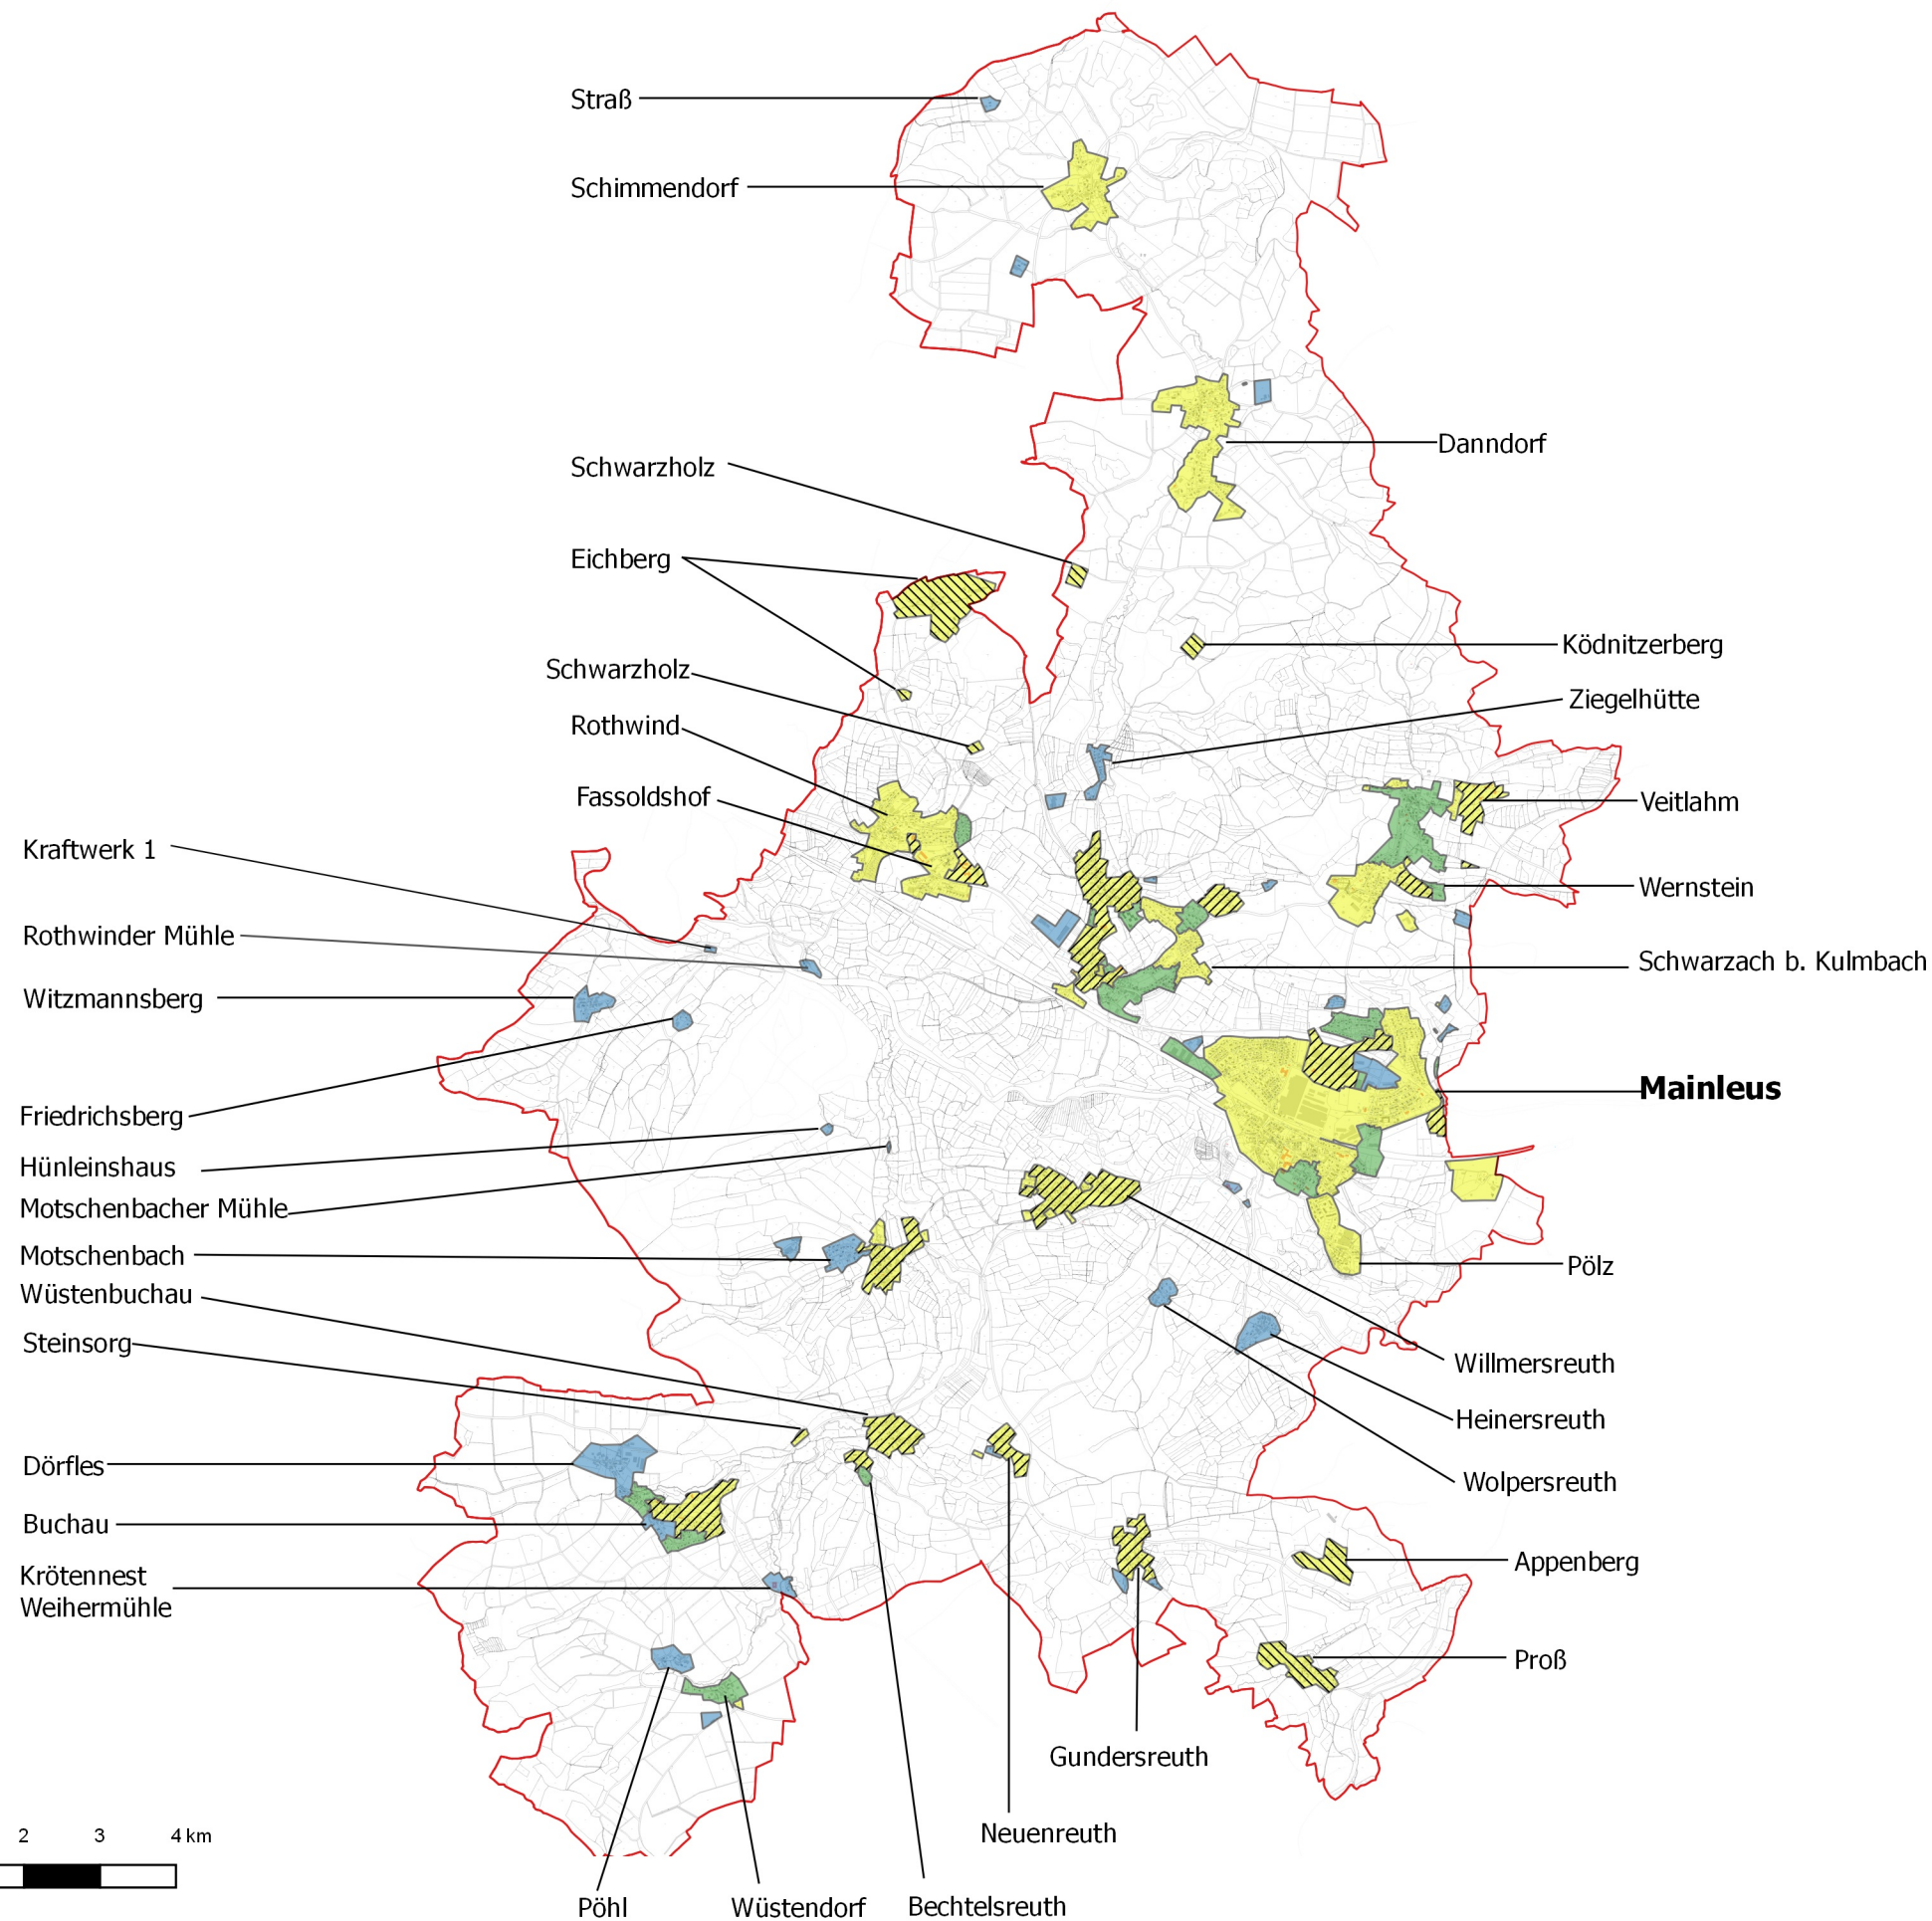 Straß
Schimmendorf
Danndorf
Schwarzholz
Eichberg
Ködnitzerberg
Schwarzholz
Ziegelhütte
Rothwind
Fassoldshof
Veitlahm
Kraftwerk 1
Wernstein
Rothwinder Mühle
Schwarzach b. Kulmbach
Witzmannsberg
Mainleus
Friedrichsberg
Hünleinshaus
Motschenbacher Mühle
Motschenbach
Pölz
Wüstenbuchau
Steinsorg
Willmersreuth
Heinersreuth
Dörfles
Wolpersreuth
Buchau
Appenberg
Krötennest
Weihermühle
Proß
Gundersreuth
Neuenreuth
2 3 4 km
Pöhl
Wüstendorf
Bechtelsreuth